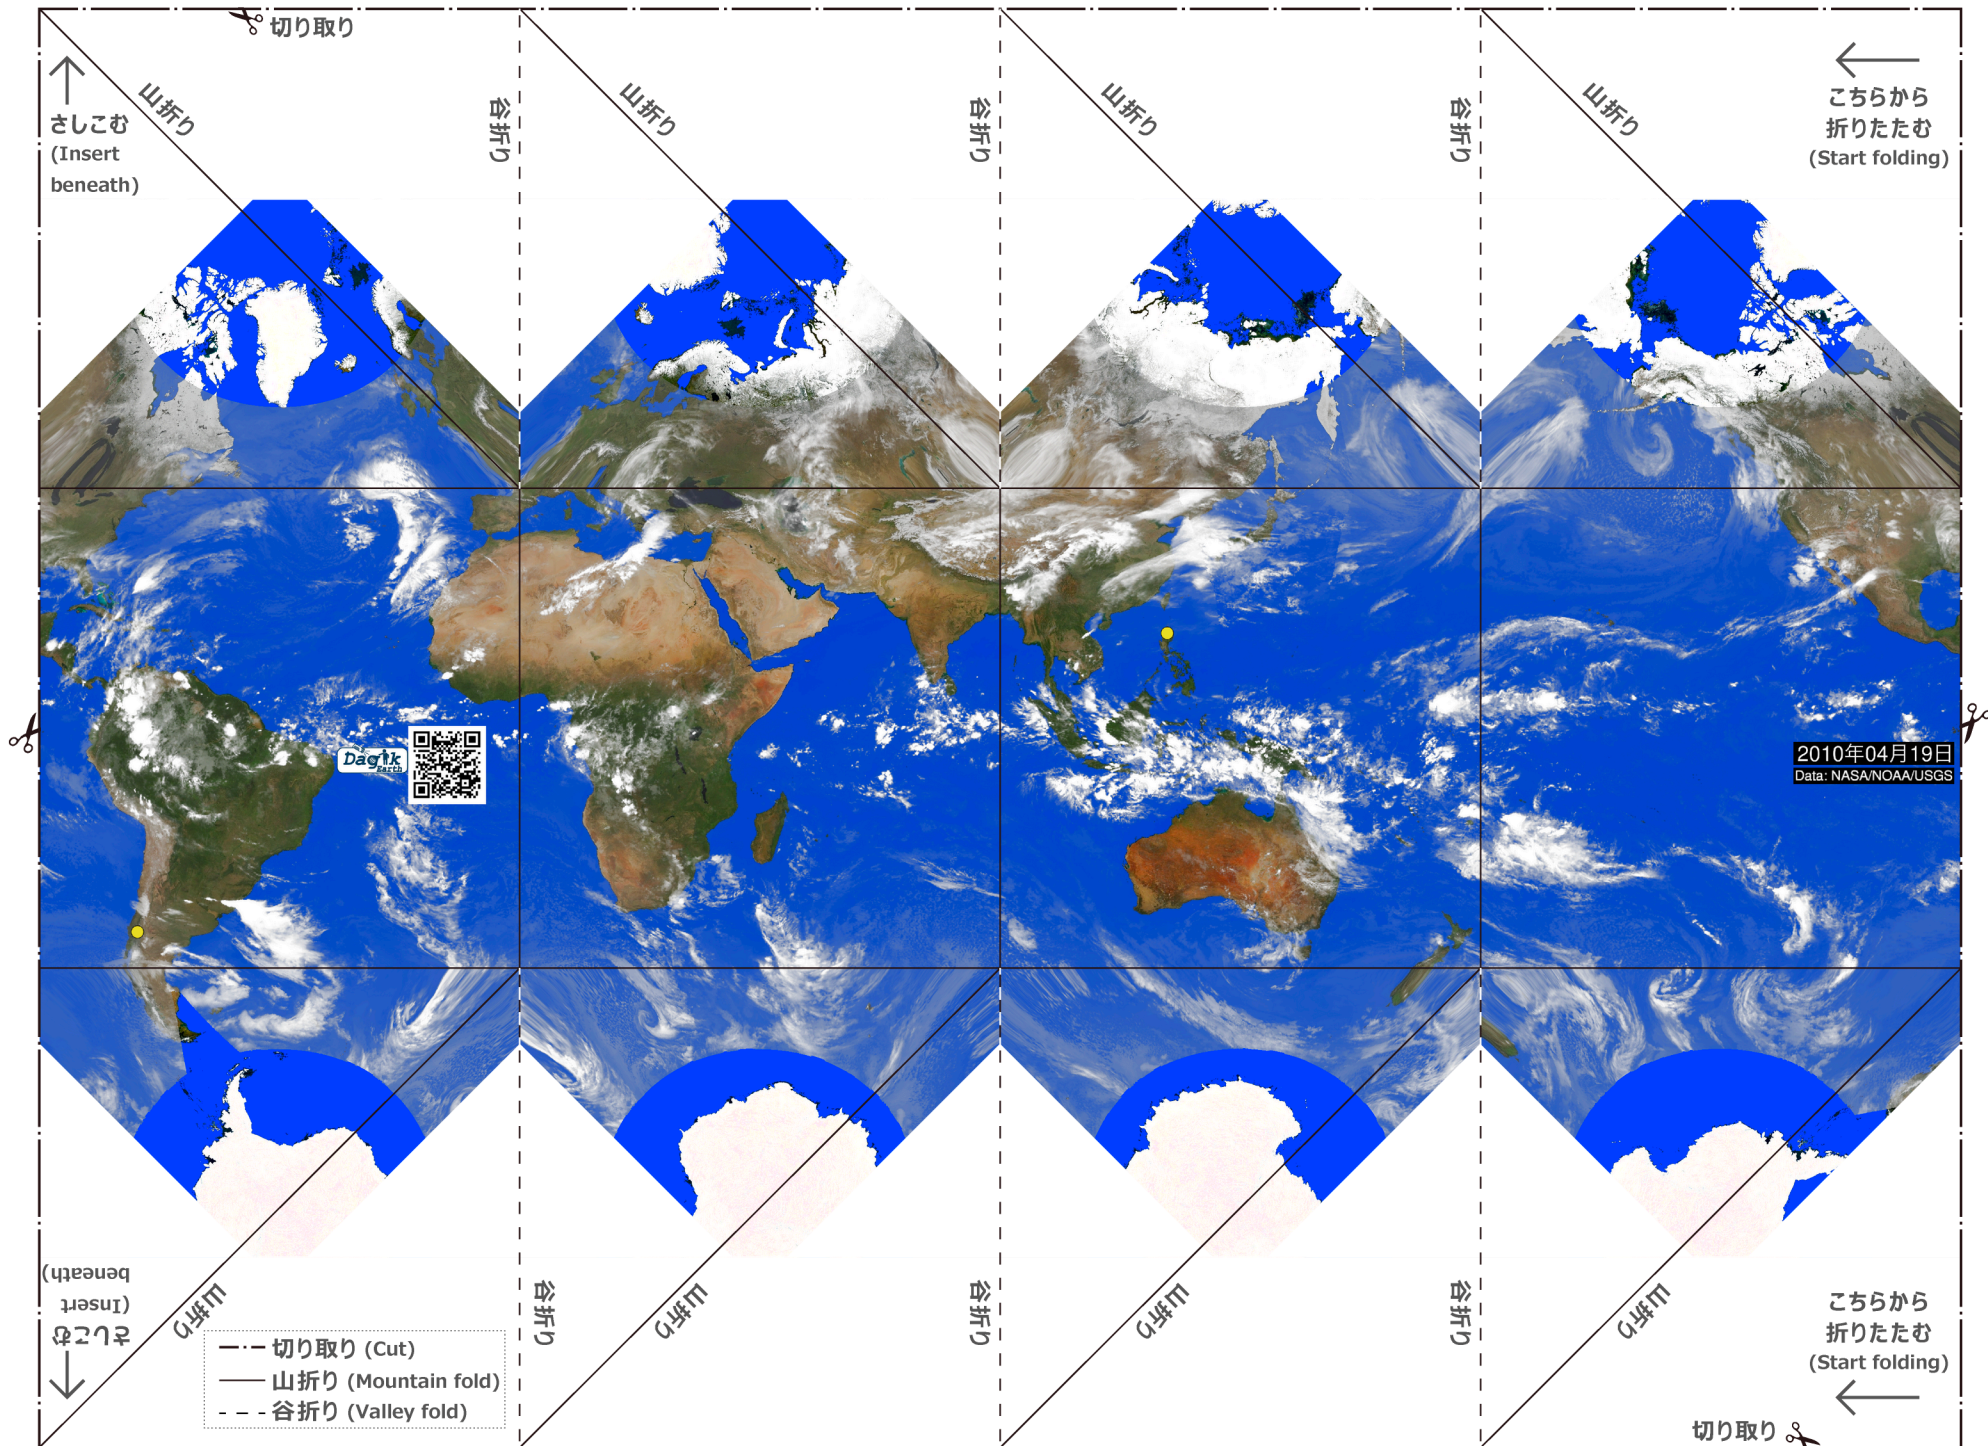 切り取り
さしこむ
(Insert
beneath)
山折り
谷折り
山折り
谷折り
山折り
谷折り
山折り
こちらから
折りたたむ
(Start folding)
Dagik
Earth
2010年04月19日
Data: NASA/NOAA/USGS
さしこむ
(Insert
beneath)
山折り
谷折り
山折り
谷折り
山折り
谷折り
山折り
こちらから
折りたたむ
(Start folding)
切り取り (Cut)
山折り (Mountain fold)
谷折り (Valley fold)
切り取り